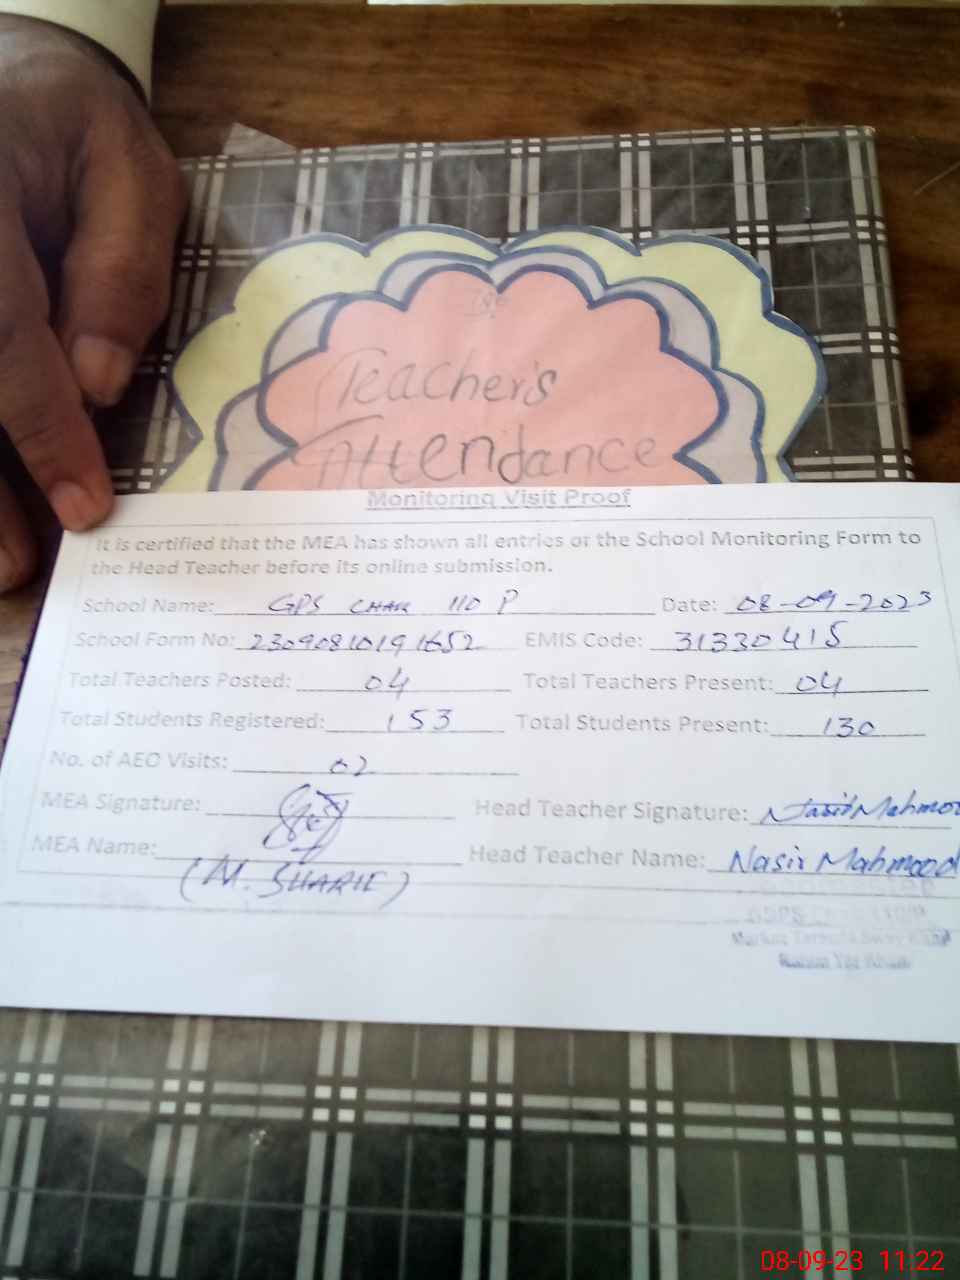 Teacher's
Attendance
Monitoring Visit Proof
It is certified that the MEA has shown all entries of the School Monitoring Form to
the Head Teacher before its online submission.
School Name: GPS CHAK 110 P Date: 08-09-2023
School Form No: 23090810191652 EMIS Code: 31330415
Total Teachers Posted: 04 Total Teachers Present: 04
Total Students Registered: 153 Total Students Present: 130
No. of AEO Visits: 02
MEA Signature: Head Teacher Signature: Nasir Mahmoo
MEA Name: Head Teacher Name: Nasir Mahmood
(M. SHARIF)
08-09-23 11:22